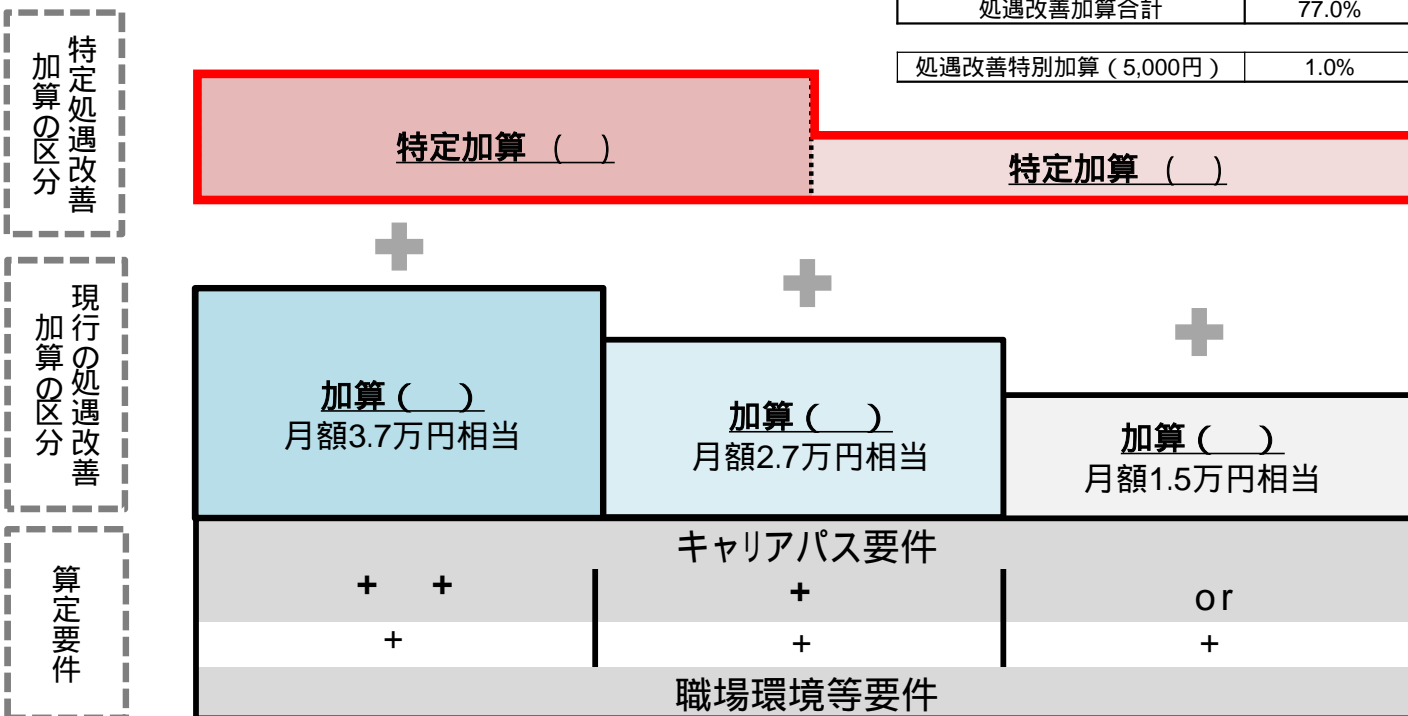 処遇改善加算合計 77.0%
処遇改善特別加算(5,000円) 1.0%
特定処遇改善
加算の区分
特定加算 (　)
特定加算 (　)
現行の処遇改善
加算の区分
加算(　)
月額3.7万円相当
加算(　)
月額2.7万円相当
加算(　)
月額1.5万円相当
算定要件
キャリアパス要件
+ + + or
+ + +
職場環境等要件